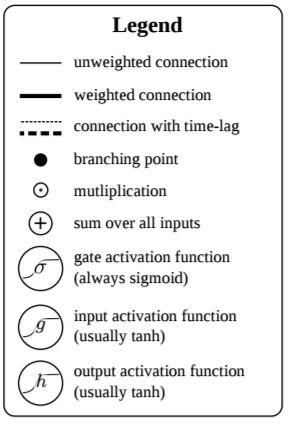 Legend
unweighted connection
weighted connection
connection with time-lag
branching point
mutliplication
sum over all inputs
σ gate activation function
(always sigmoid)
g input activation function
(usually tanh)
h output activation function
(usually tanh)